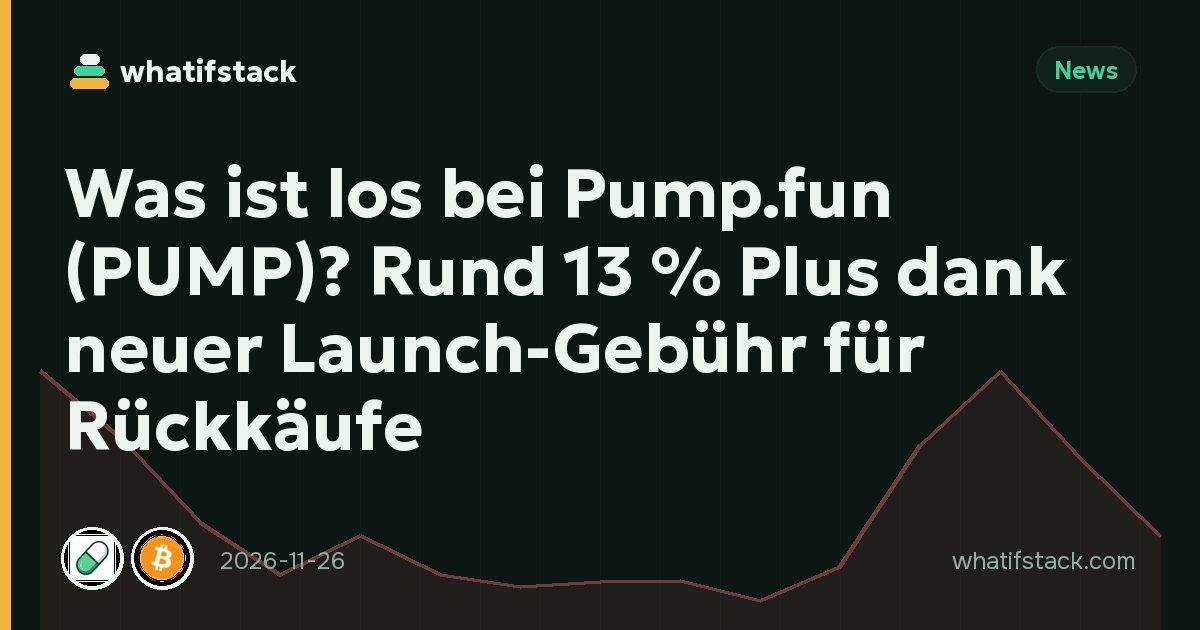 whatifstack
News
Was ist los bei Pump.fun
(PUMP)? Rund 13 % Plus dank
neuer Launch-Gebühr für
Rückkäufe
2026-11-26
whatifstack.com